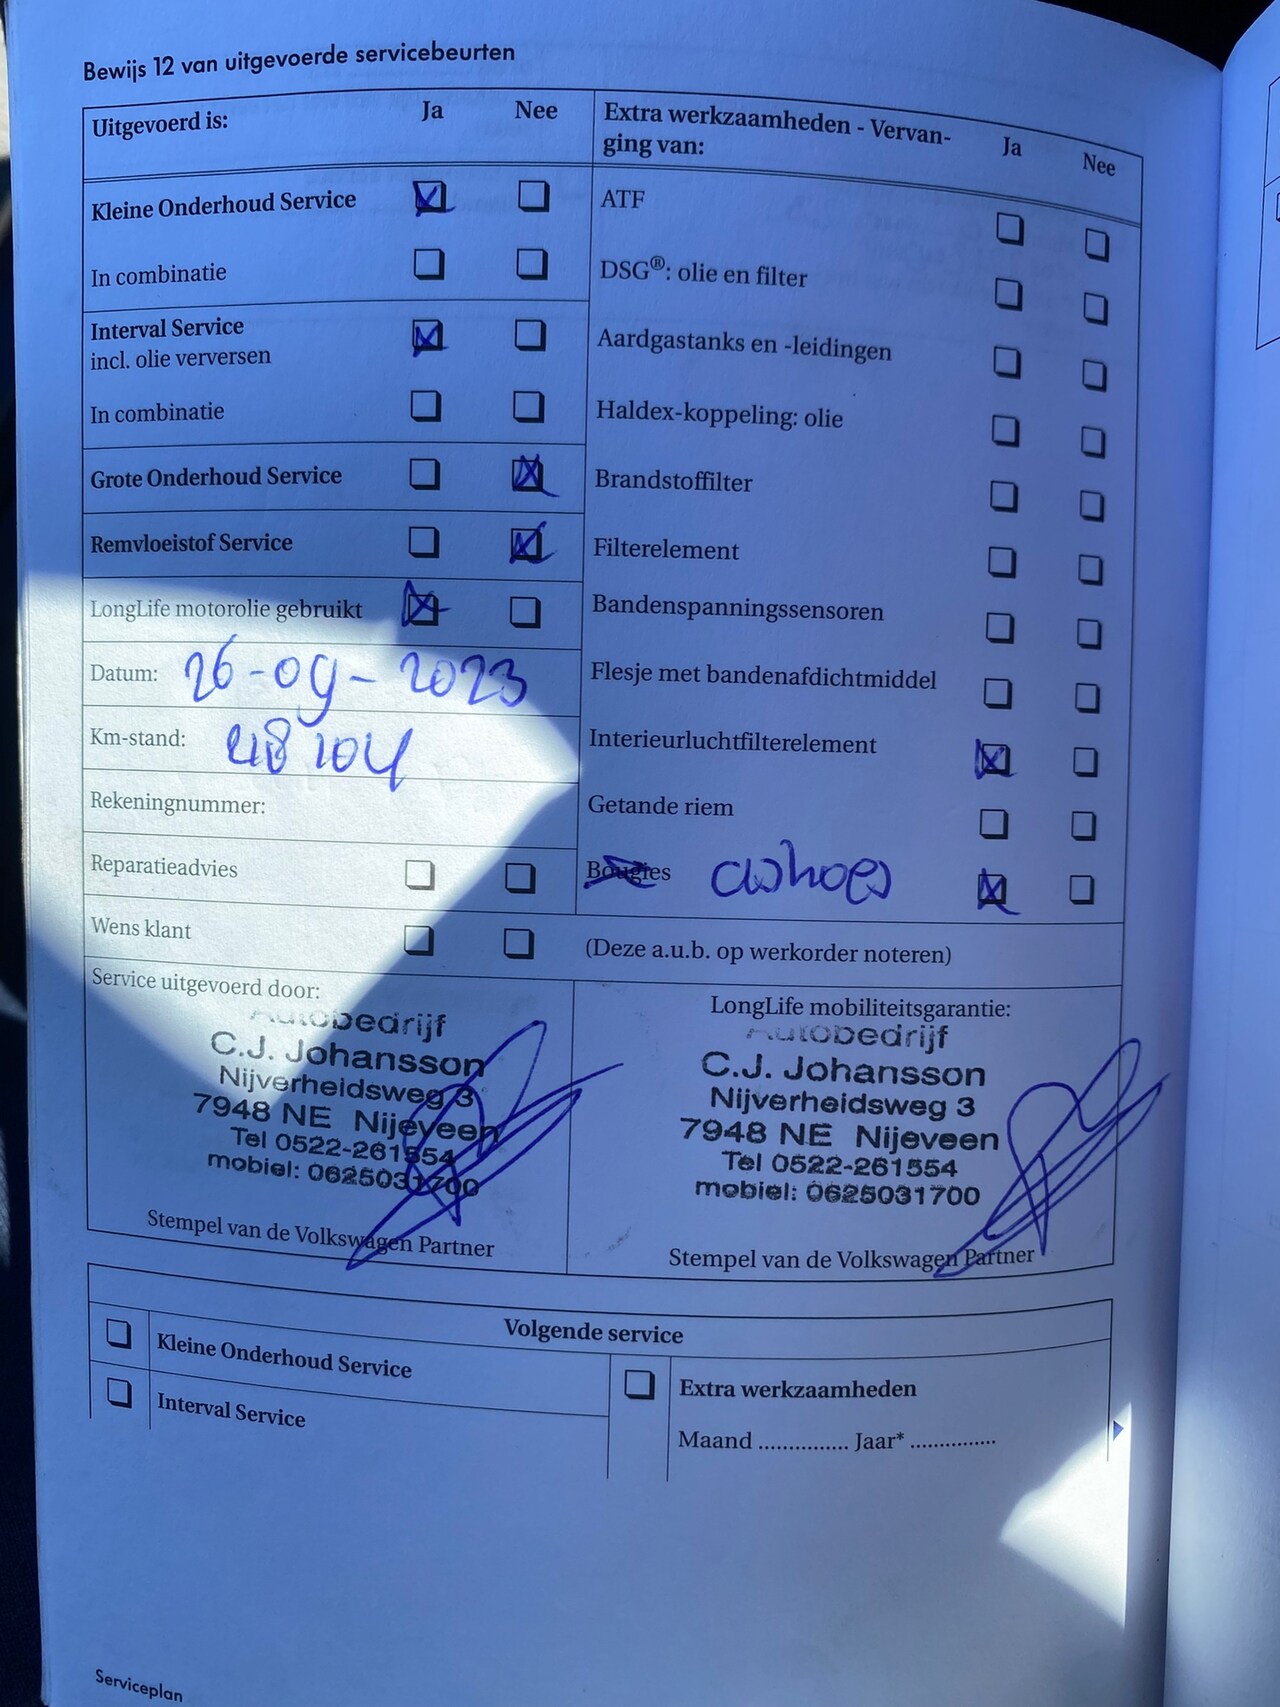 Bewijs 12 van uitgevoerde servicebeurten
Uitgevoerd is: Ja Nee
Kleine Onderhoud Service
In combinatie
Interval Service
incl. olie verversen
In combinatie
Grote Onderhoud Service
Remvloeistof Service
LongLife motorolie gebruikt
Datum: 26-09-2023
Km-stand: 218104
Rekeningnummer:
Reparatieadvies
Wens klant
Extra werkzaamheden - Vervan-
ging van: Ja Nee
ATF
DSG®: olie en filter
Aardgastanks en -leidingen
Haldex-koppeling: olie
Brandstoffilter
Filterelement
Bandenspanningssensoren
Flesje met bandenafdichtmiddel
Interieurluchtfilterelement
Getande riem
Bougies ashoes
(Deze a.u.b. op werkorder noteren)
Service uitgevoerd door:
Autobedrijf
C.J. Johansson
Nijverheidsweg 3
7948 NE Nijeveen
Tel 0522-261554
mobiel: 0625031700
Stempel van de Volkswagen Partner
LongLife mobiliteitsgarantie:
Autobedrijf
C.J. Johansson
Nijverheidsweg 3
7948 NE Nijeveen
Tel 0522-261554
mobiel: 0625031700
Stempel van de Volkswagen Partner
Volgende service
Kleine Onderhoud Service
Interval Service
Extra werkzaamheden
Maand ............... Jaar* ...............
Serviceplan